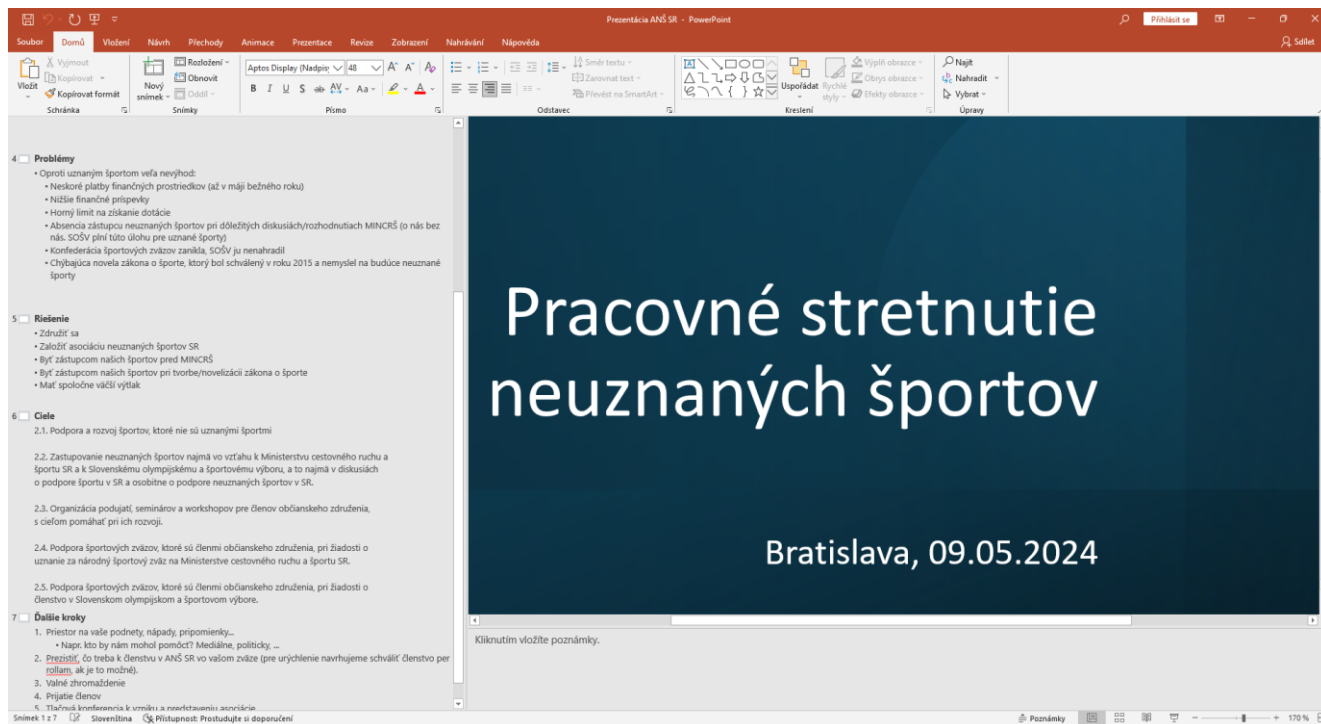 Prezentácia ANŠ SR - PowerPoint
Přihlásit se
Soubor Domů Vložení Návrh Přechody Animace Prezentace Revize Zobrazení Nahrávání Nápověda
Sdílet
Vložit
Vyjmout
Kopírovat
Kopírovat formát
Schránka
Nový snímek
Rozložení
Obnovit
Oddíl
Snímky
Aptos Display (Nadpisy 48
B I U S ab AV Aa
Písmo
Směr textu
Zarovnat text
Převést na SmartArt
Odstavec
Uspořádat
Rychlé styly
Výplň obrazce
Obrys obrazce
Efekty obrazce
Kreslení
Najít
Nahradit
Vybrat
Úpravy
4 Problémy
• Oproti uznaným športom veľa nevýhod:
• Neskoré platby finančných prostriedkov (až v máji bežného roku)
• Nižšie finančné príspevky
• Horný limit na získanie dotácie
• Absencia zástupcu neuznaných športov pri dôležitých diskusiách/rozhodnutiach MINCRŠ (o nás bez
nás. SOŠV plní túto úlohu pre uznané športy)
• Konfederácia športových zväzov zanikla, SOŠV ju nenahradil
• Chýbajúca novela zákona o športe, ktorý bol schválený v roku 2015 a nemyslel na budúce neuznané
športy
5 Riešenie
• Združiť sa
• Založiť asociáciu neuznaných športov SR
• Byť zástupcom našich športov pred MINCRŠ
• Byť zástupcom našich športov pri tvorbe/novelizácii zákona o športe
• Mať spoločne väčší výtlak
6 Ciele
2.1. Podpora a rozvoj športov, ktoré nie sú uznanými športmi
2.2. Zastupovanie neuznaných športov najmä vo vzťahu k Ministerstvu cestovného ruchu a
športu SR a k Slovenskému olympijskému a športovému výboru, a to najmä v diskusiách
o podpore športu v SR a osobitne o podpore neuznaných športov v SR.
2.3. Organizácia podujatí, seminárov a workshopov pre členov občianskeho združenia,
s cieľom pomáhať pri ich rozvoji.
2.4. Podpora športových zväzov, ktoré sú členmi občianskeho združenia, pri žiadosti o
uznanie za národný športový zväz na Ministerstve cestovného ruchu a športu SR.
2.5. Podpora športových zväzov, ktoré sú členmi občianskeho združenia, pri žiadosti o
členstvo v Slovenskom olympijskom a športovom výbore.
7 Ďalšie kroky
1. Priestor na vaše podnety, nápady, pripomienky...
• Napr. kto by nám mohol pomôcť? Mediálne, politicky, ...
2. Prezistiť, čo treba k členstvu v ANŠ SR vo vašom zväze (pre urýchlenie navrhujeme schváliť členstvo per
rollam, ak je to možné).
3. Valné zhromaždenie
4. Prijatie členov
5. Tlačová konferencia k vzniku a predstaveniu asociácie
Pracovné stretnutie
neuznaných športov
Bratislava, 09.05.2024
Kliknutím vložíte poznámky.
Snímek 1 z 7 Slovenština Přístupnost: Prostudujte si doporučení
Poznámky 170 %